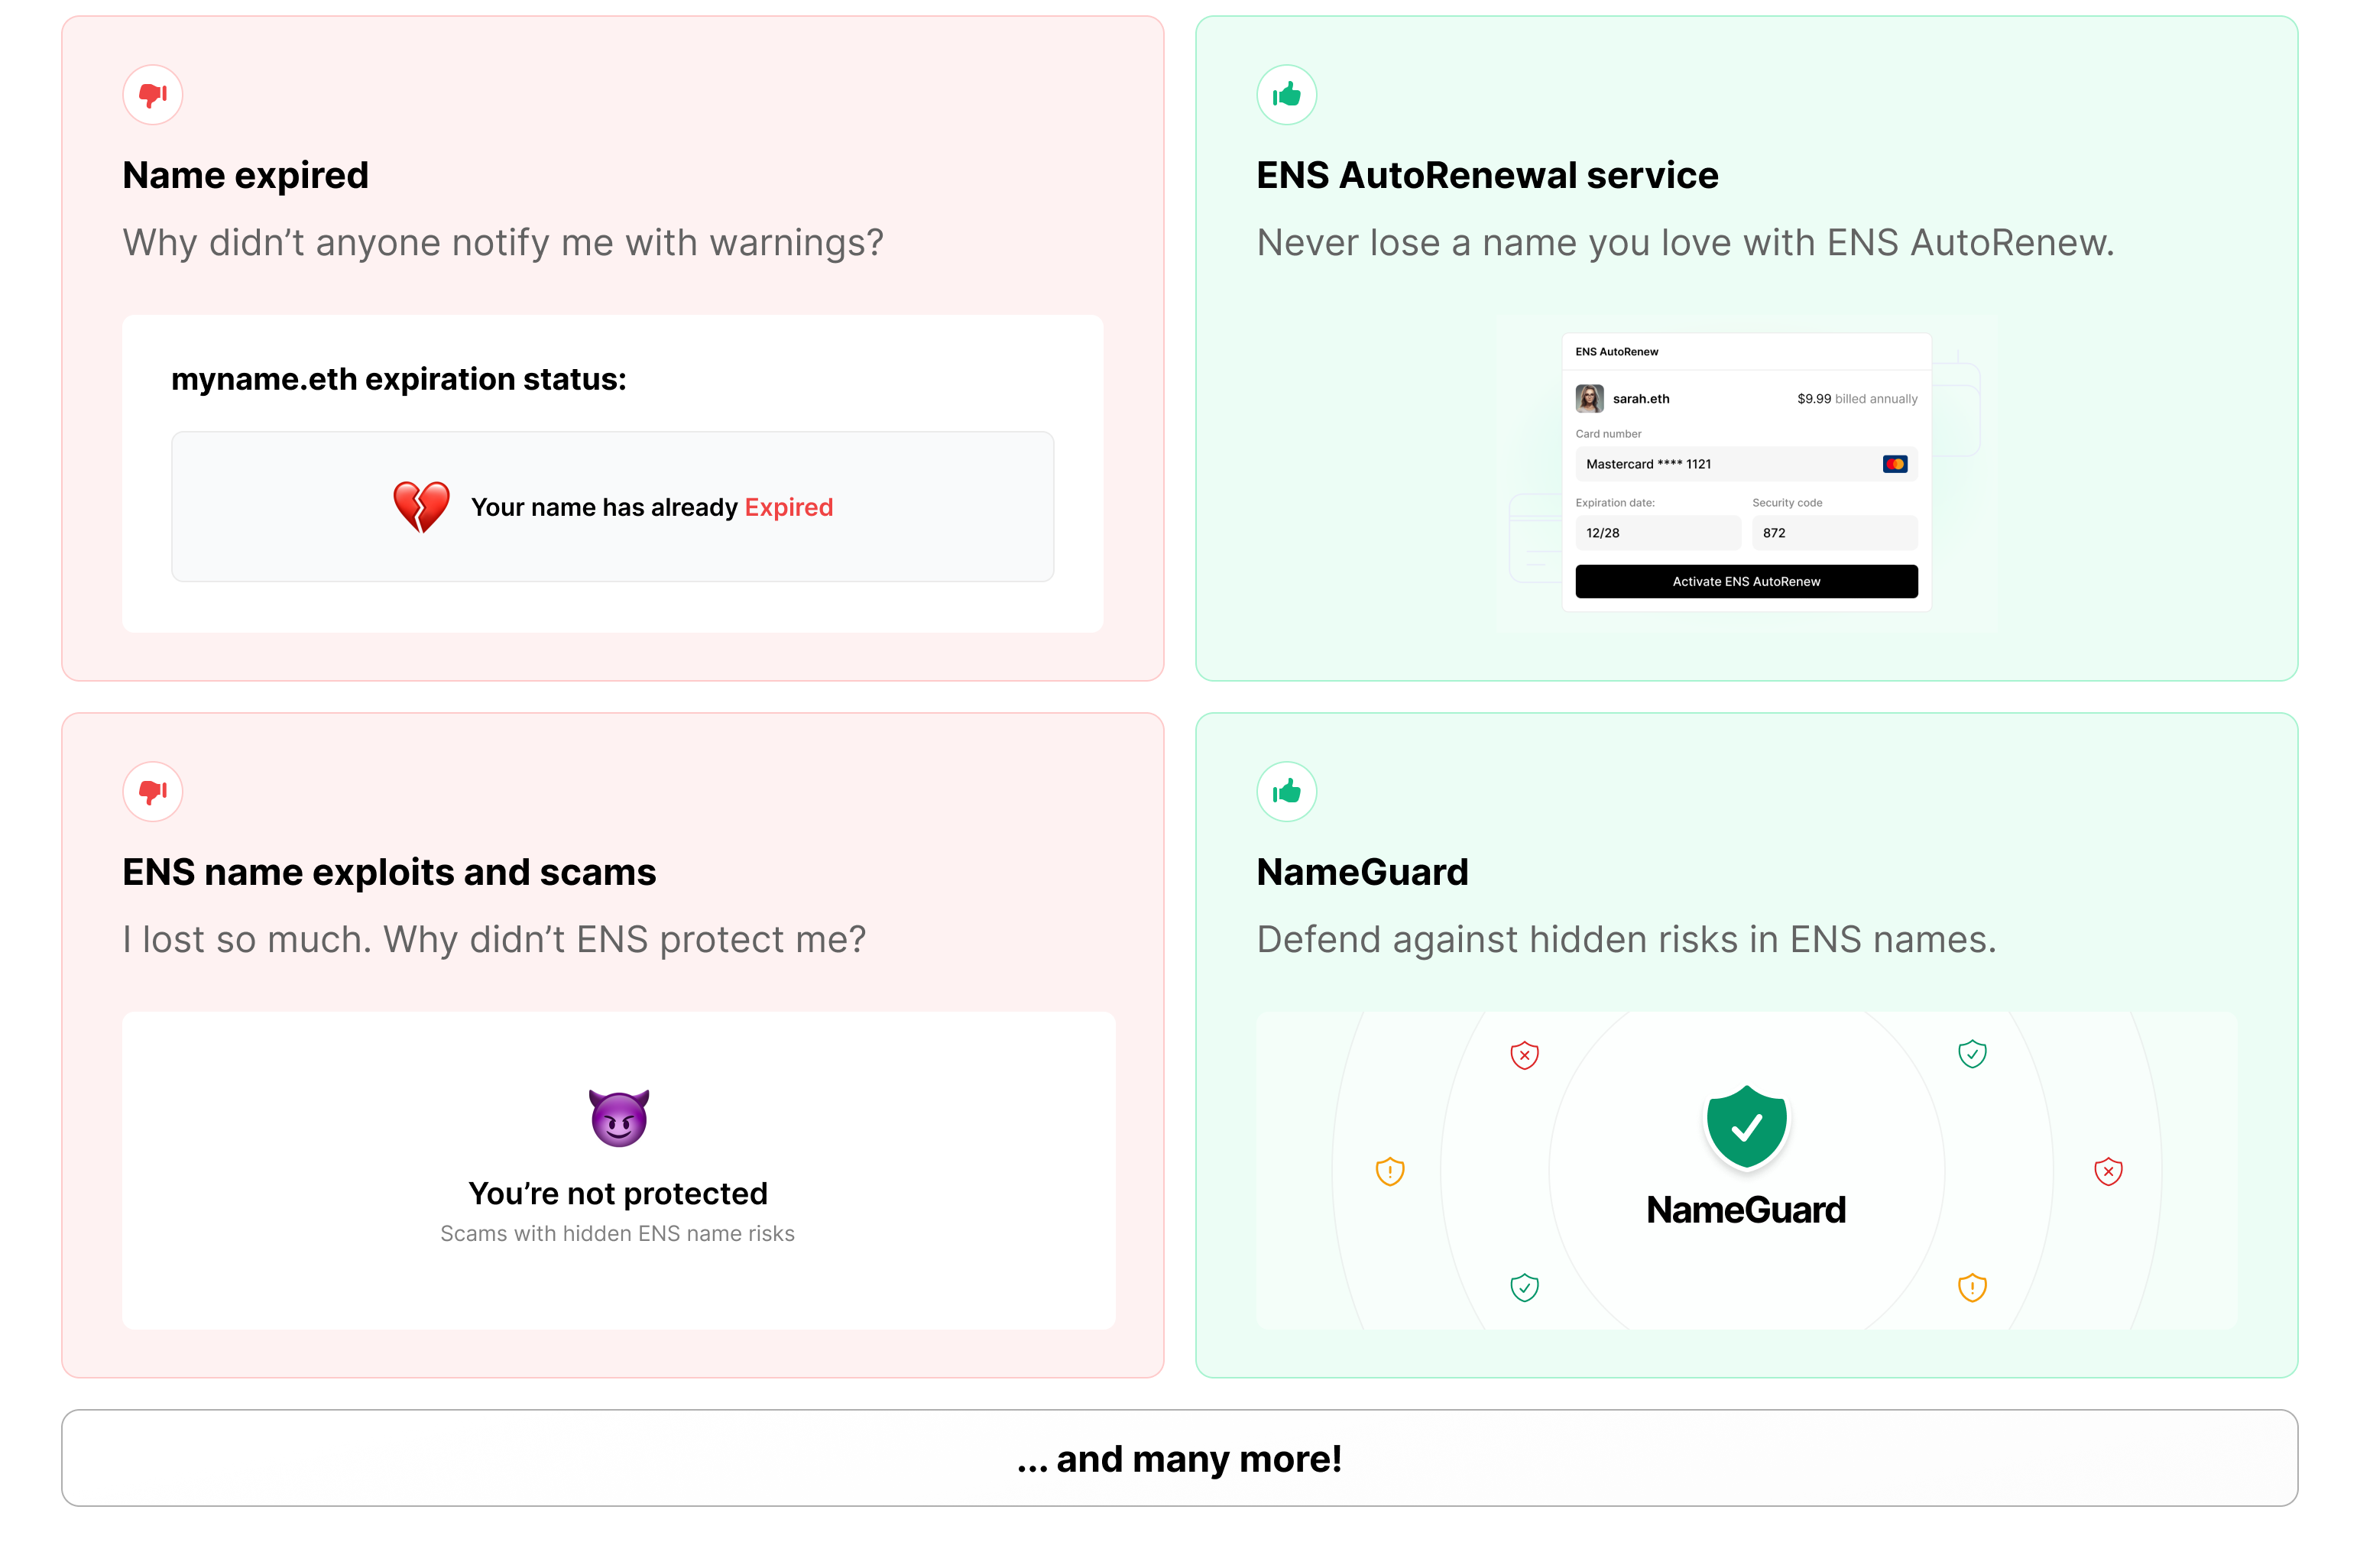 Name expired
Why didn’t anyone notify me with warnings?
myname.eth expiration status:
Your name has already Expired
ENS AutoRenewal service
Never lose a name you love with ENS AutoRenew.
ENS AutoRenew
sarah.eth
$9.99 billed annually
Card number
Mastercard **** 1121
Expiration date:
Security code
12/28
872
Activate ENS AutoRenew
ENS name exploits and scams
I lost so much. Why didn’t ENS protect me?
You’re not protected
Scams with hidden ENS name risks
NameGuard
Defend against hidden risks in ENS names.
NameGuard
... and many more!